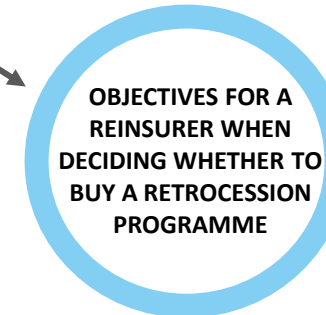 OBJECTIVES FOR A
REINSURER WHEN
DECIDING WHETHER TO
BUY A RETROCESSION
PROGRAMME